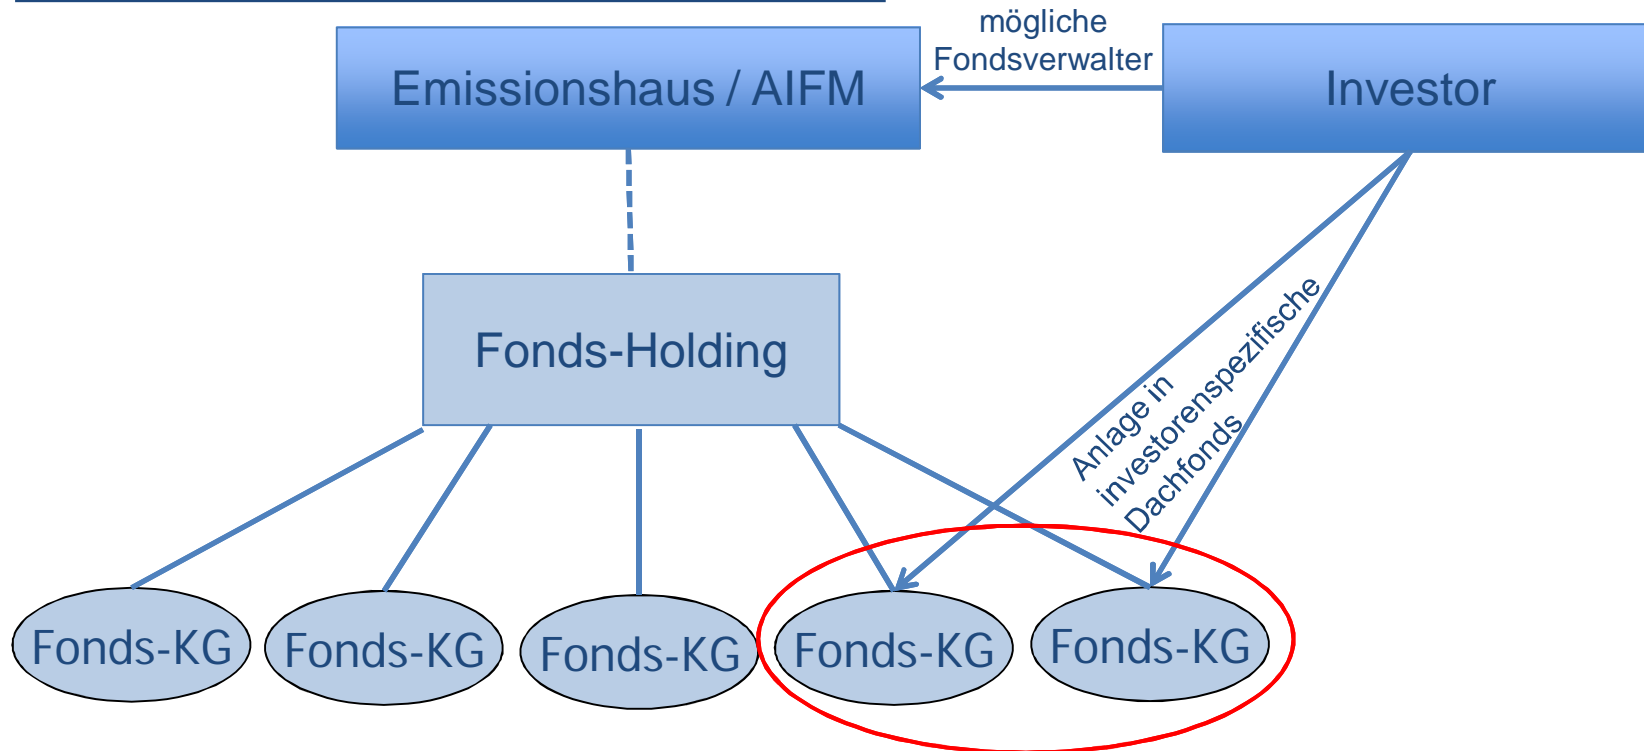 mögliche
Fondsverwalter
Emissionshaus / AIFM
Investor
Fonds-Holding
Anlage in
investorenspezifische
Dachfonds
Fonds-KG
Fonds-KG
Fonds-KG
Fonds-KG
Fonds-KG